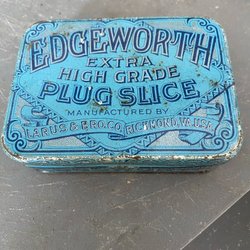 EDGEWORTH
EXTRA
HIGH GRADE
PLUG SLICE
MANUFACTURED BY
LARUS & BRO. CO. RICHMOND, VA. U.S.A.